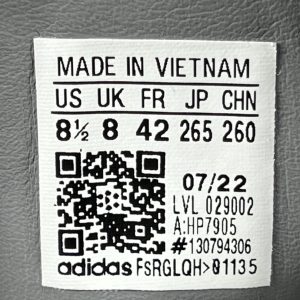 MADE IN VIETNAM
US UK FR JP CHN
8½ 8 42 265 260
07/22
LVL 029002
A:HP7905
#130794306
adidas FSRGLQH>01135